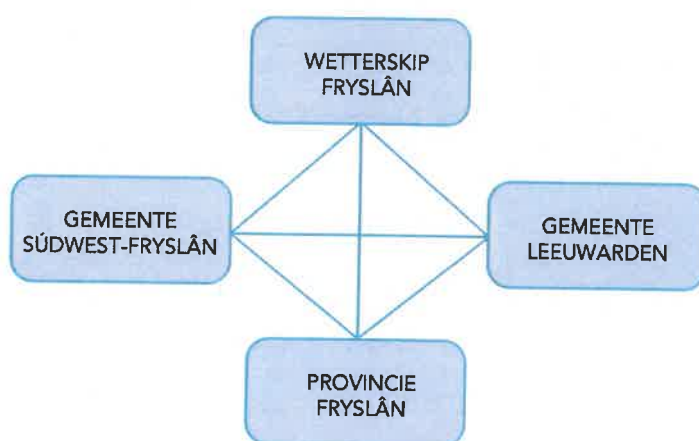 WETTERSKIP
FRYSLÂN
GEMEENTE
SÚDWEST-FRYSLÂN
GEMEENTE
LEEUWARDEN
PROVINCIE
FRYSLÂN